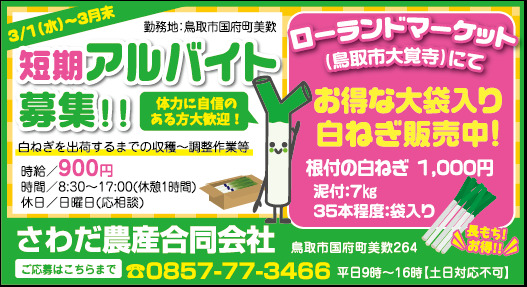 3/1(水)〜3月末
勤務地：鳥取市国府町美歎
短期アルバイト
募集!!
体力に自信の
ある方大歓迎！
白ねぎを出荷するまでの収穫〜調整作業等
時給／900円
時間／8:30〜17:00(休憩1時間)
休日／日曜日(応相談)
ローランドマーケット
(鳥取市大覚寺)にて
お得な大袋入り
白ねぎ販売中!
根付の白ねぎ 1,000円
泥付：7kg
35本程度：袋入り
長もち！
お得!!
さわだ農産合同会社
鳥取市国府町美歎264
ご応募はこちらまで
☎0857-77-3466
平日9時〜16時【土日対応不可】